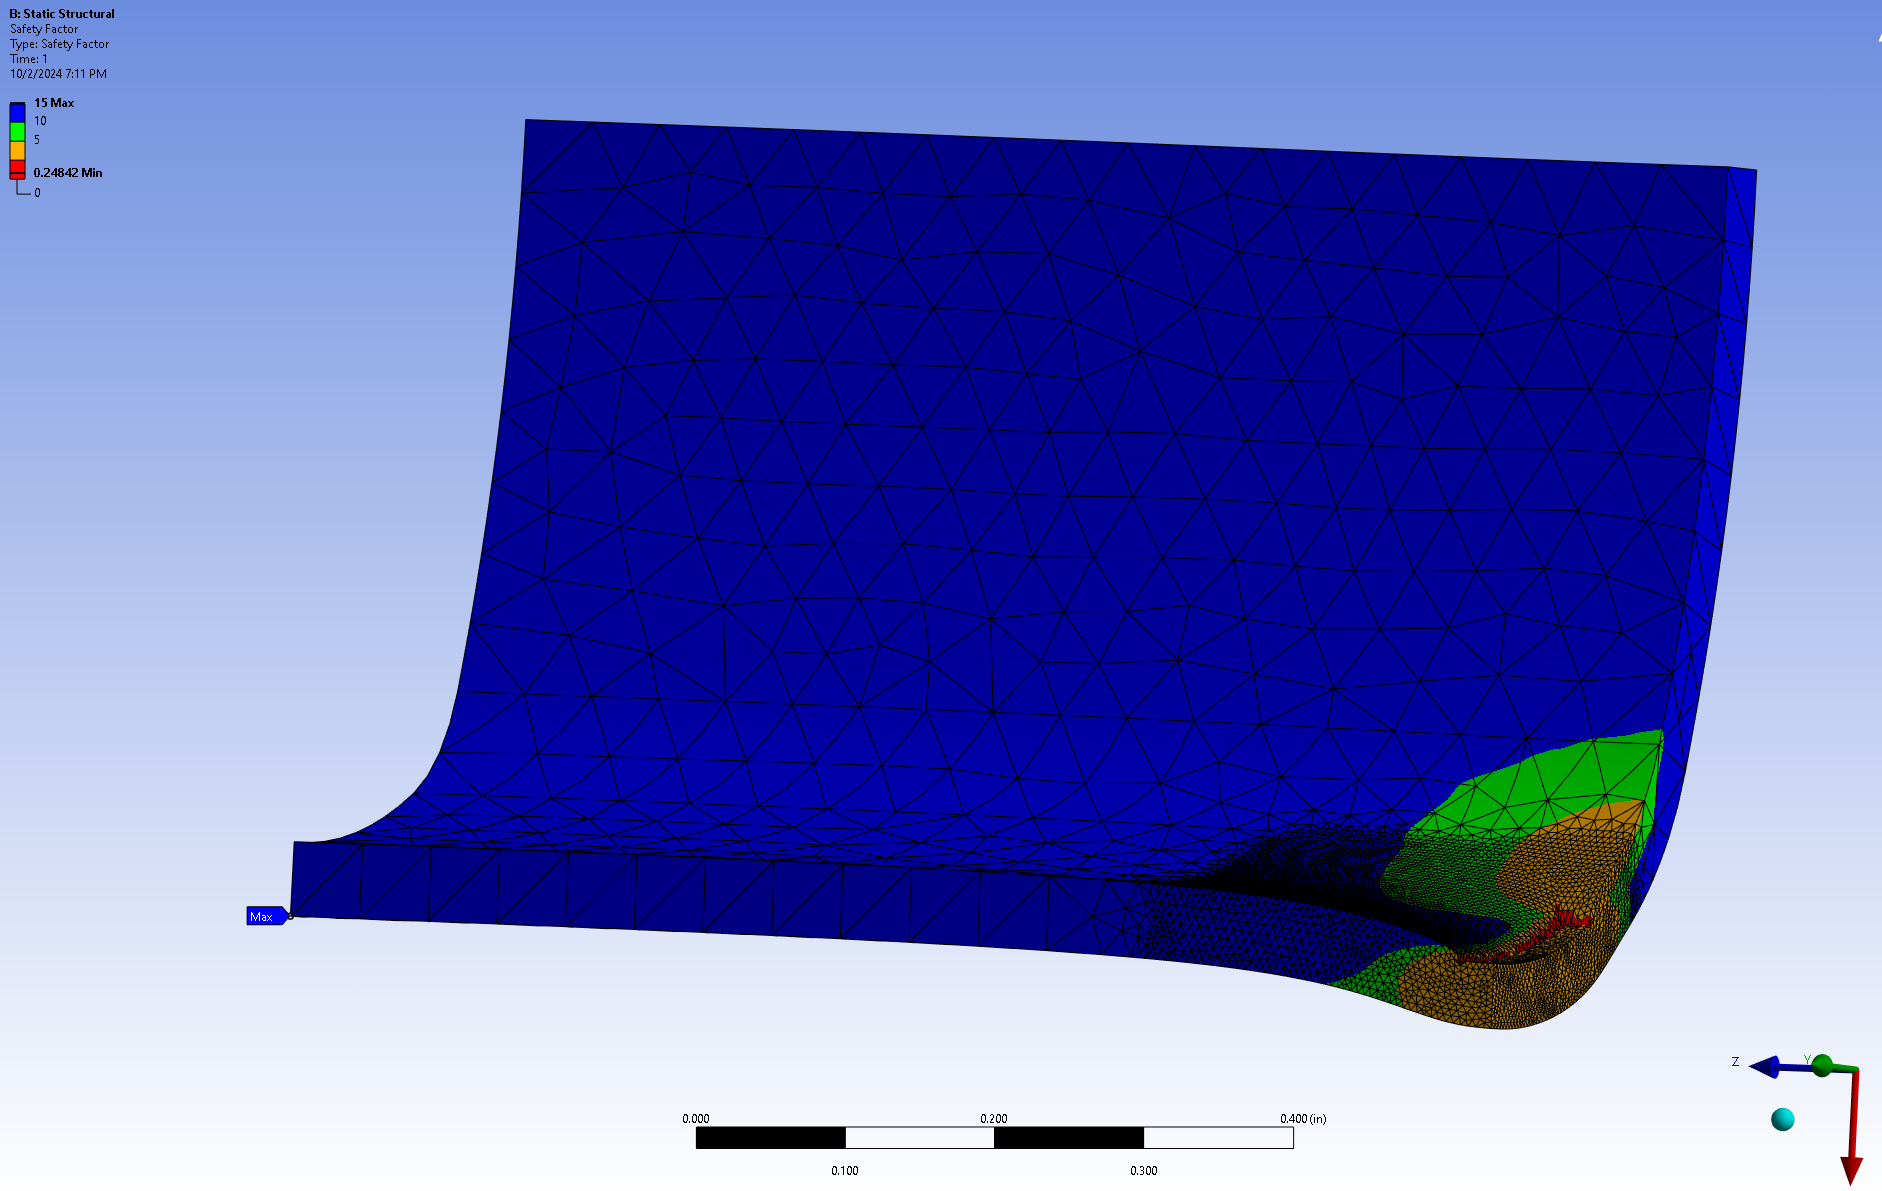 B: Static Structural
Safety Factor
Type: Safety Factor
Time: 1
10/2/2024 7:11 PM
15 Max
10
5
0.24842 Min
0
Max
Z
Y
0.000
0.200
0.400 (in)
0.100
0.300